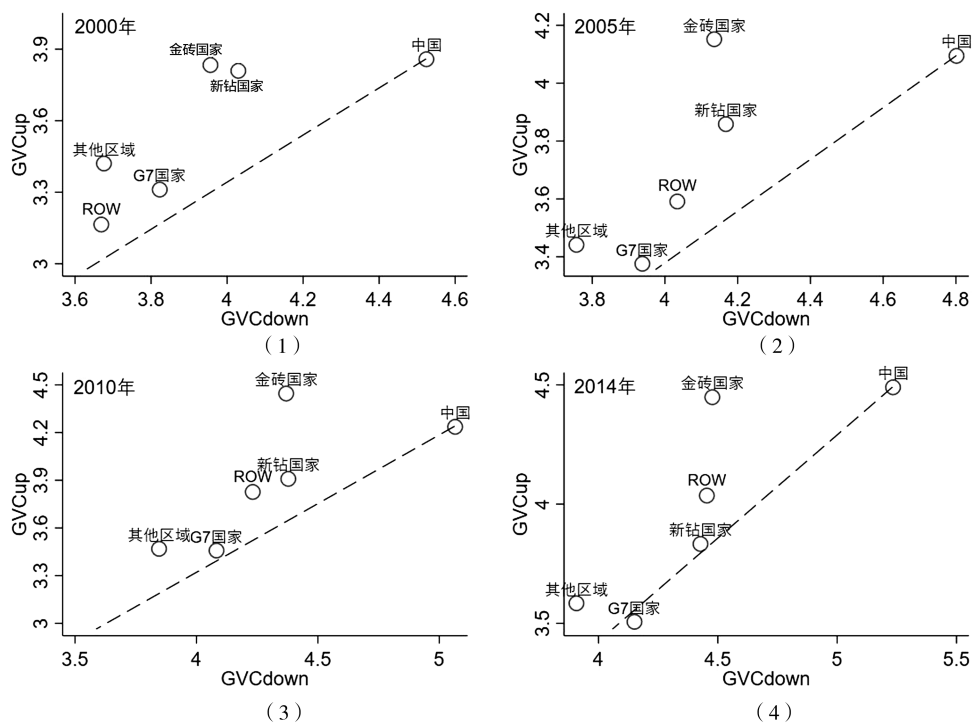 2000年
GVCup
3.9
3.6
3.3
3
金砖国家
新钻国家
中国
其他区域
G7国家
ROW
3.6 3.8 4 4.2 4.4 4.6
GVCdown
（1）
2005年
GVCup
4.2
4
3.8
3.6
3.4
金砖国家
中国
新钻国家
ROW
其他区域
G7国家
3.8 4 4.2 4.4 4.6 4.8
GVCdown
（2）
2010年
GVCup
4.5
4.2
3.9
3.6
3.3
3
金砖国家
中国
新钻国家
ROW
其他区域
G7国家
3.5 4 4.5 5
GVCdown
（3）
2014年
GVCup
4.5
4
3.5
中国
金砖国家
ROW
新钻国家
其他区域
G7国家
4 4.5 5 5.5
GVCdown
（4）